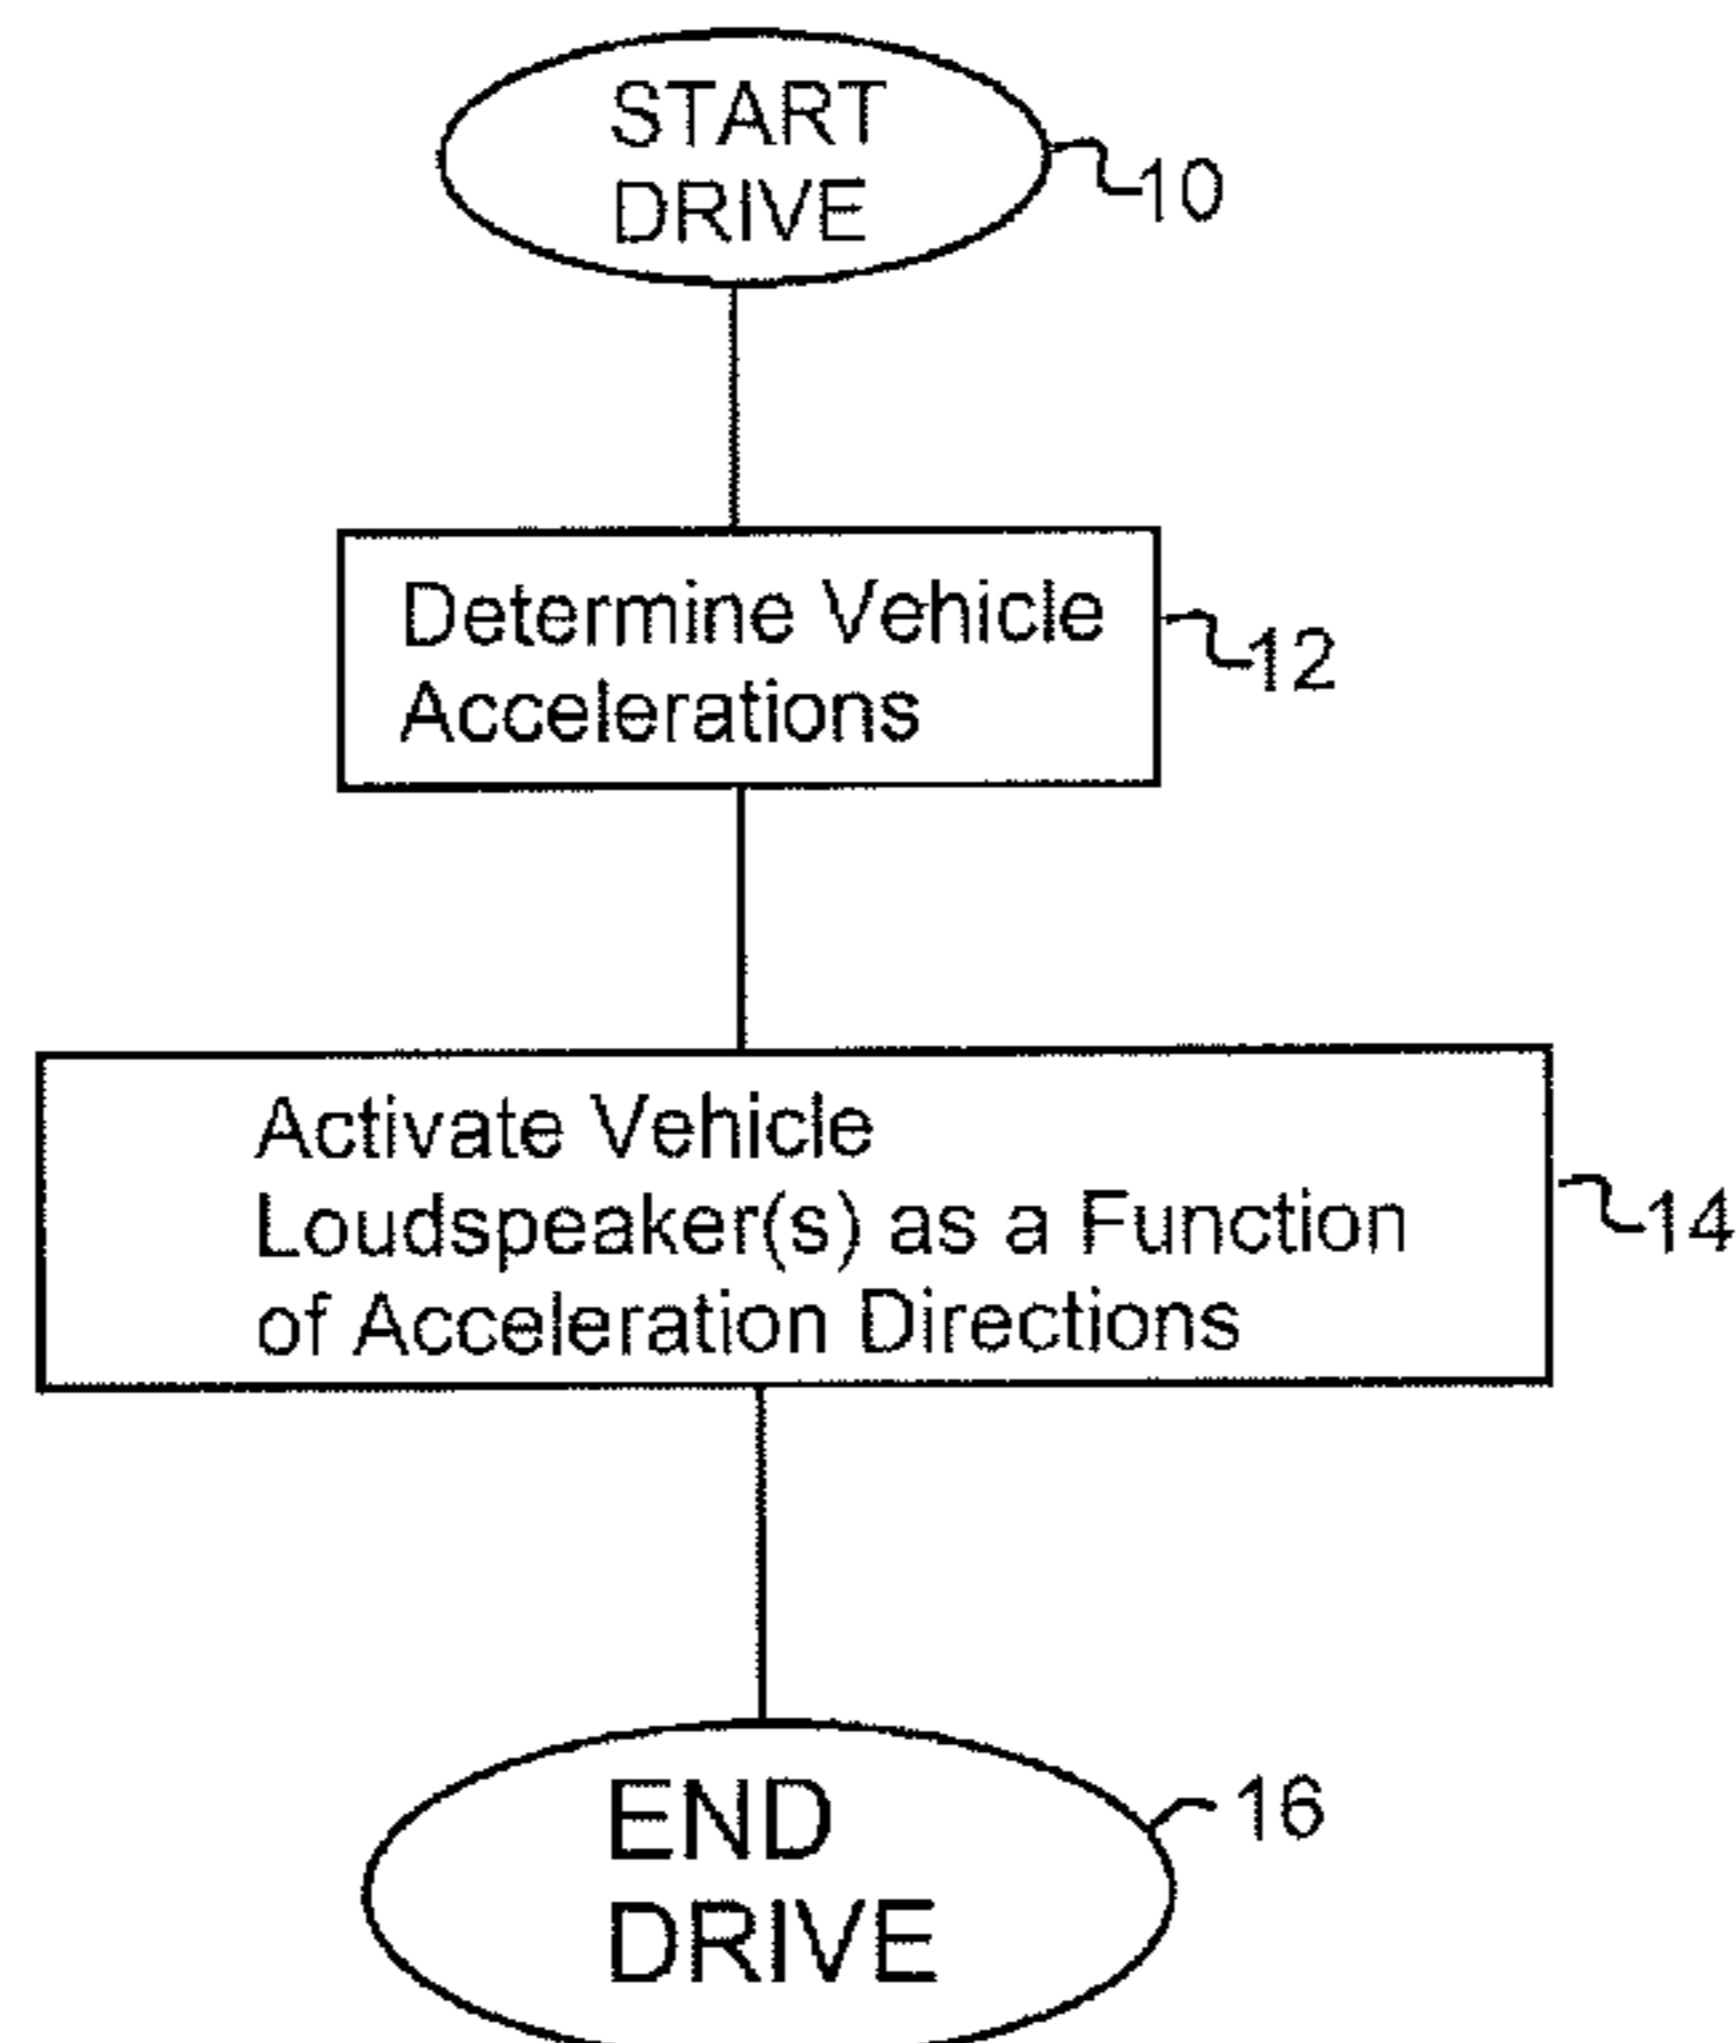 START
DRIVE
10
Determine Vehicle
Accelerations
12
Activate Vehicle
Loudspeaker(s) as a Function
of Acceleration Directions
14
END
DRIVE
16